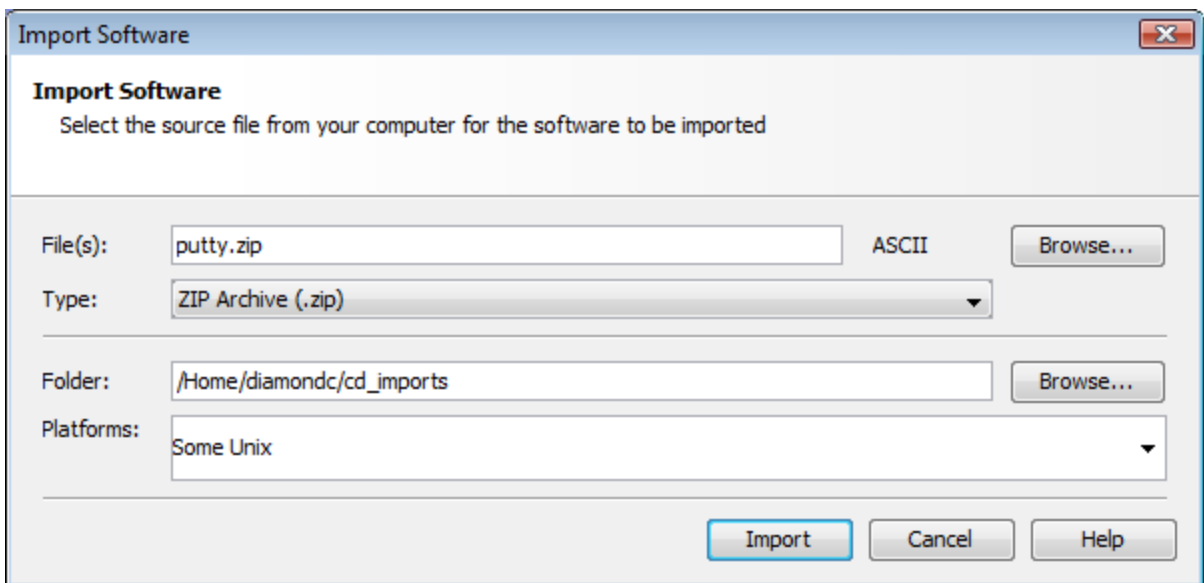 Import Software
Import Software
Select the source file from your computer for the software to be imported
File(s): putty.zip ASCII Browse...
Type: ZIP Archive (.zip)
Folder: /Home/diamondc/cd_imports Browse...
Platforms: Some Unix
Import Cancel Help